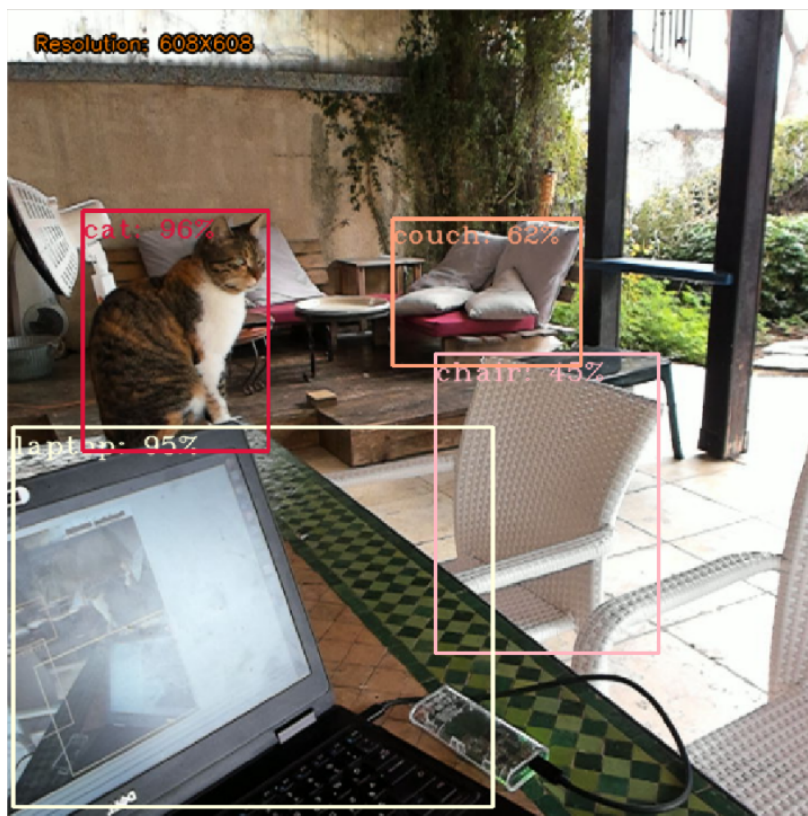 Resolution: 608X608
cat: 96%
couch: 62%
chair: 45%
laptop: 95%